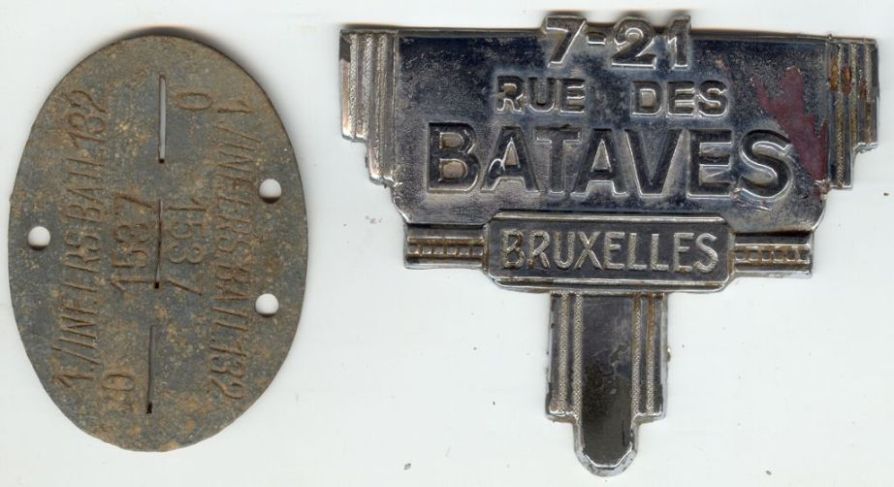 1./INF.ERS.BATL.132
1537
O
1./INF.ERS.BATL.132
1537
O
7-21
RUE DES
BATAVES
BRUXELLES